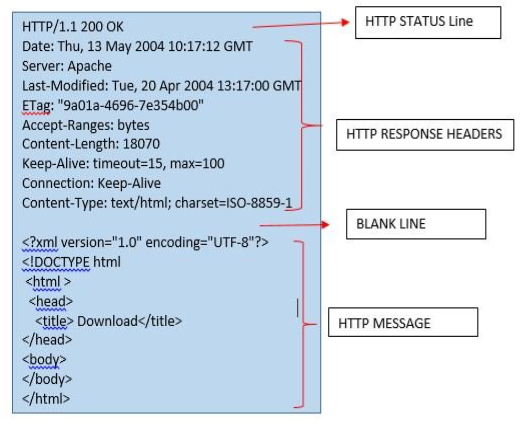 HTTP/1.1 200 OK
Date: Thu, 13 May 2004 10:17:12 GMT
Server: Apache
Last-Modified: Tue, 20 Apr 2004 13:17:00 GMT
ETag: "9a01a-4696-7e354b00"
Accept-Ranges: bytes
Content-Length: 18070
Keep-Alive: timeout=15, max=100
Connection: Keep-Alive
Content-Type: text/html; charset=ISO-8859-1
<?xml version="1.0" encoding="UTF-8"?>
<!DOCTYPE html
<html >
<head>
<title> Download</title>
</head>
<body>
</body>
</html>
HTTP STATUS Line
HTTP RESPONSE HEADERS
BLANK LINE
HTTP MESSAGE